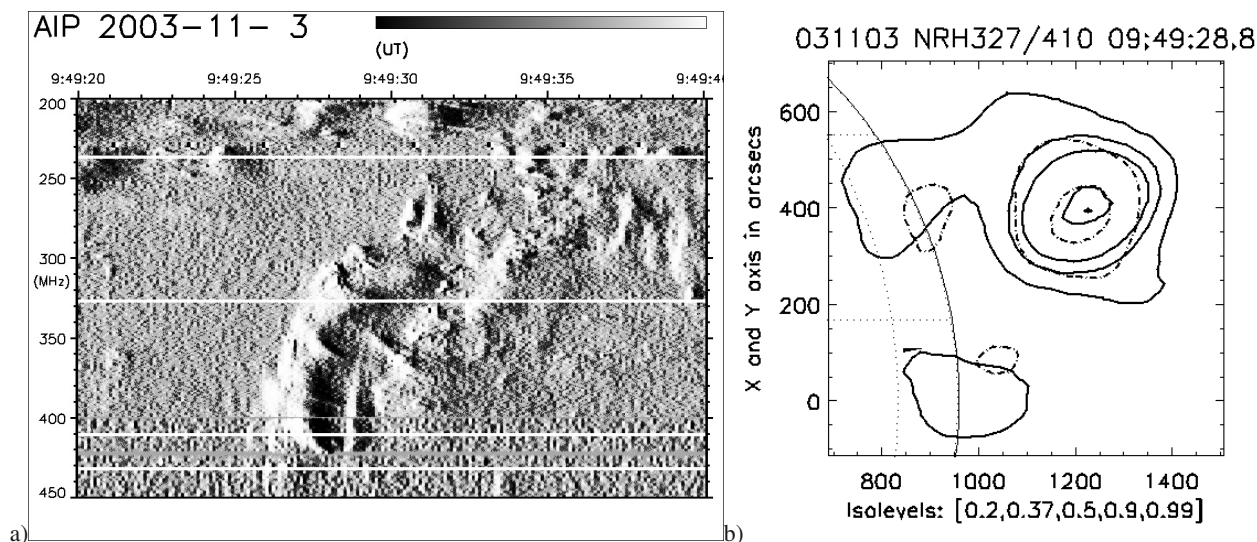 AIP 2003-11- 3
(UT)
9:49:20 9:49:25 9:49:30 9:49:35 9:49:4
200
250
300
(MHz)
350
400
450
a)
031103 NRH327/410 09:49:28,8
X and Y axis in arcsecs
600
400
200
0
800 1000 1200 1400
Isolevels: [0.2,0.37,0.5,0.9,0.99]
b)